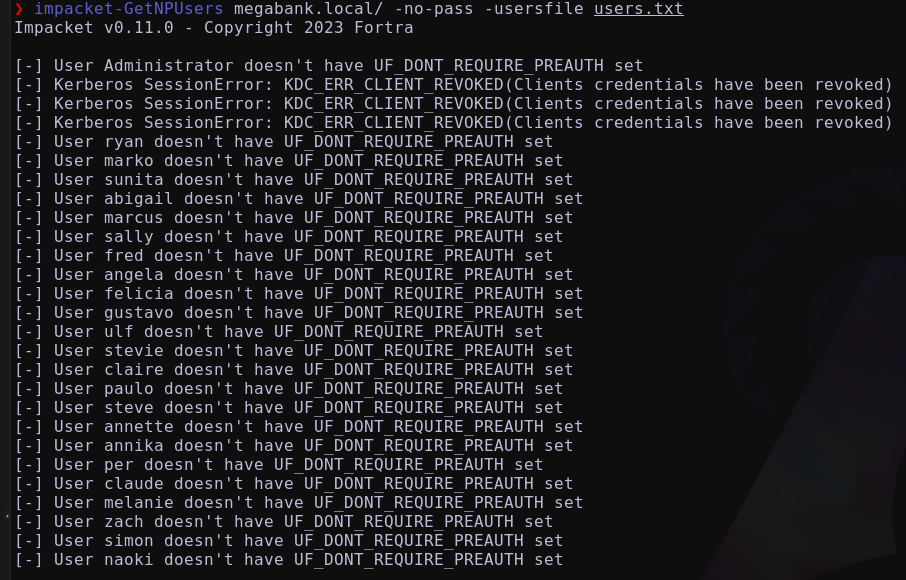 ❯ impacket-GetNPUsers megabank.local/ -no-pass -usersfile users.txt
Impacket v0.11.0 - Copyright 2023 Fortra
[-] User Administrator doesn't have UF_DONT_REQUIRE_PREAUTH set
[-] Kerberos SessionError: KDC_ERR_CLIENT_REVOKED(Clients credentials have been revoked)
[-] Kerberos SessionError: KDC_ERR_CLIENT_REVOKED(Clients credentials have been revoked)
[-] Kerberos SessionError: KDC_ERR_CLIENT_REVOKED(Clients credentials have been revoked)
[-] User ryan doesn't have UF_DONT_REQUIRE_PREAUTH set
[-] User marko doesn't have UF_DONT_REQUIRE_PREAUTH set
[-] User sunita doesn't have UF_DONT_REQUIRE_PREAUTH set
[-] User abigail doesn't have UF_DONT_REQUIRE_PREAUTH set
[-] User marcus doesn't have UF_DONT_REQUIRE_PREAUTH set
[-] User sally doesn't have UF_DONT_REQUIRE_PREAUTH set
[-] User fred doesn't have UF_DONT_REQUIRE_PREAUTH set
[-] User angela doesn't have UF_DONT_REQUIRE_PREAUTH set
[-] User felicia doesn't have UF_DONT_REQUIRE_PREAUTH set
[-] User gustavo doesn't have UF_DONT_REQUIRE_PREAUTH set
[-] User ulf doesn't have UF_DONT_REQUIRE_PREAUTH set
[-] User stevie doesn't have UF_DONT_REQUIRE_PREAUTH set
[-] User claire doesn't have UF_DONT_REQUIRE_PREAUTH set
[-] User paulo doesn't have UF_DONT_REQUIRE_PREAUTH set
[-] User steve doesn't have UF_DONT_REQUIRE_PREAUTH set
[-] User annette doesn't have UF_DONT_REQUIRE_PREAUTH set
[-] User annika doesn't have UF_DONT_REQUIRE_PREAUTH set
[-] User per doesn't have UF_DONT_REQUIRE_PREAUTH set
[-] User claude doesn't have UF_DONT_REQUIRE_PREAUTH set
[-] User melanie doesn't have UF_DONT_REQUIRE_PREAUTH set
[-] User zach doesn't have UF_DONT_REQUIRE_PREAUTH set
[-] User simon doesn't have UF_DONT_REQUIRE_PREAUTH set
[-] User naoki doesn't have UF_DONT_REQUIRE_PREAUTH set